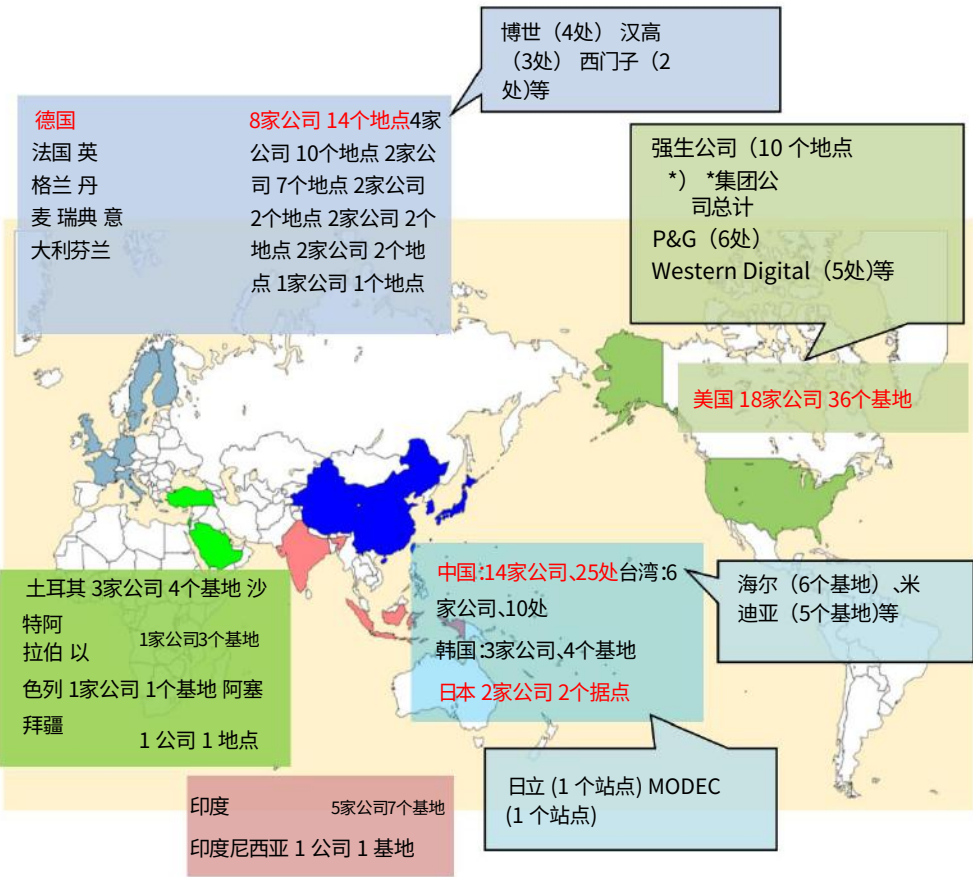 博世（4处） 汉高
（3处） 西门子（2
处)等
德国 8家公司 14个地点4家
法国 英 公司 10个地点 2家公
格兰 丹 司 7个地点 2家公司
麦 瑞典 意 2个地点 2家公司 2个
大利芬兰 地点 2家公司 2个地
点 1家公司 1个地点
强生公司（10 个地点
*） *集团公
司总计
P&G（6处）
Western Digital（5处)等
美国 18家公司 36个基地
中国:14家公司、25处台湾:6
家公司、10处
韩国:3家公司、4个基地
日本 2家公司 2个据点
海尔（6个基地）、米
迪亚（5个基地)等
土耳其 3家公司 4个基地 沙
特阿
拉伯 以 1家公司3个基地
色列 1家公司 1个基地 阿塞
拜疆
1 公司 1 地点
日立 (1 个站点) MODEC
(1 个站点)
印度 5家公司7个基地
印度尼西亚 1 公司 1 基地